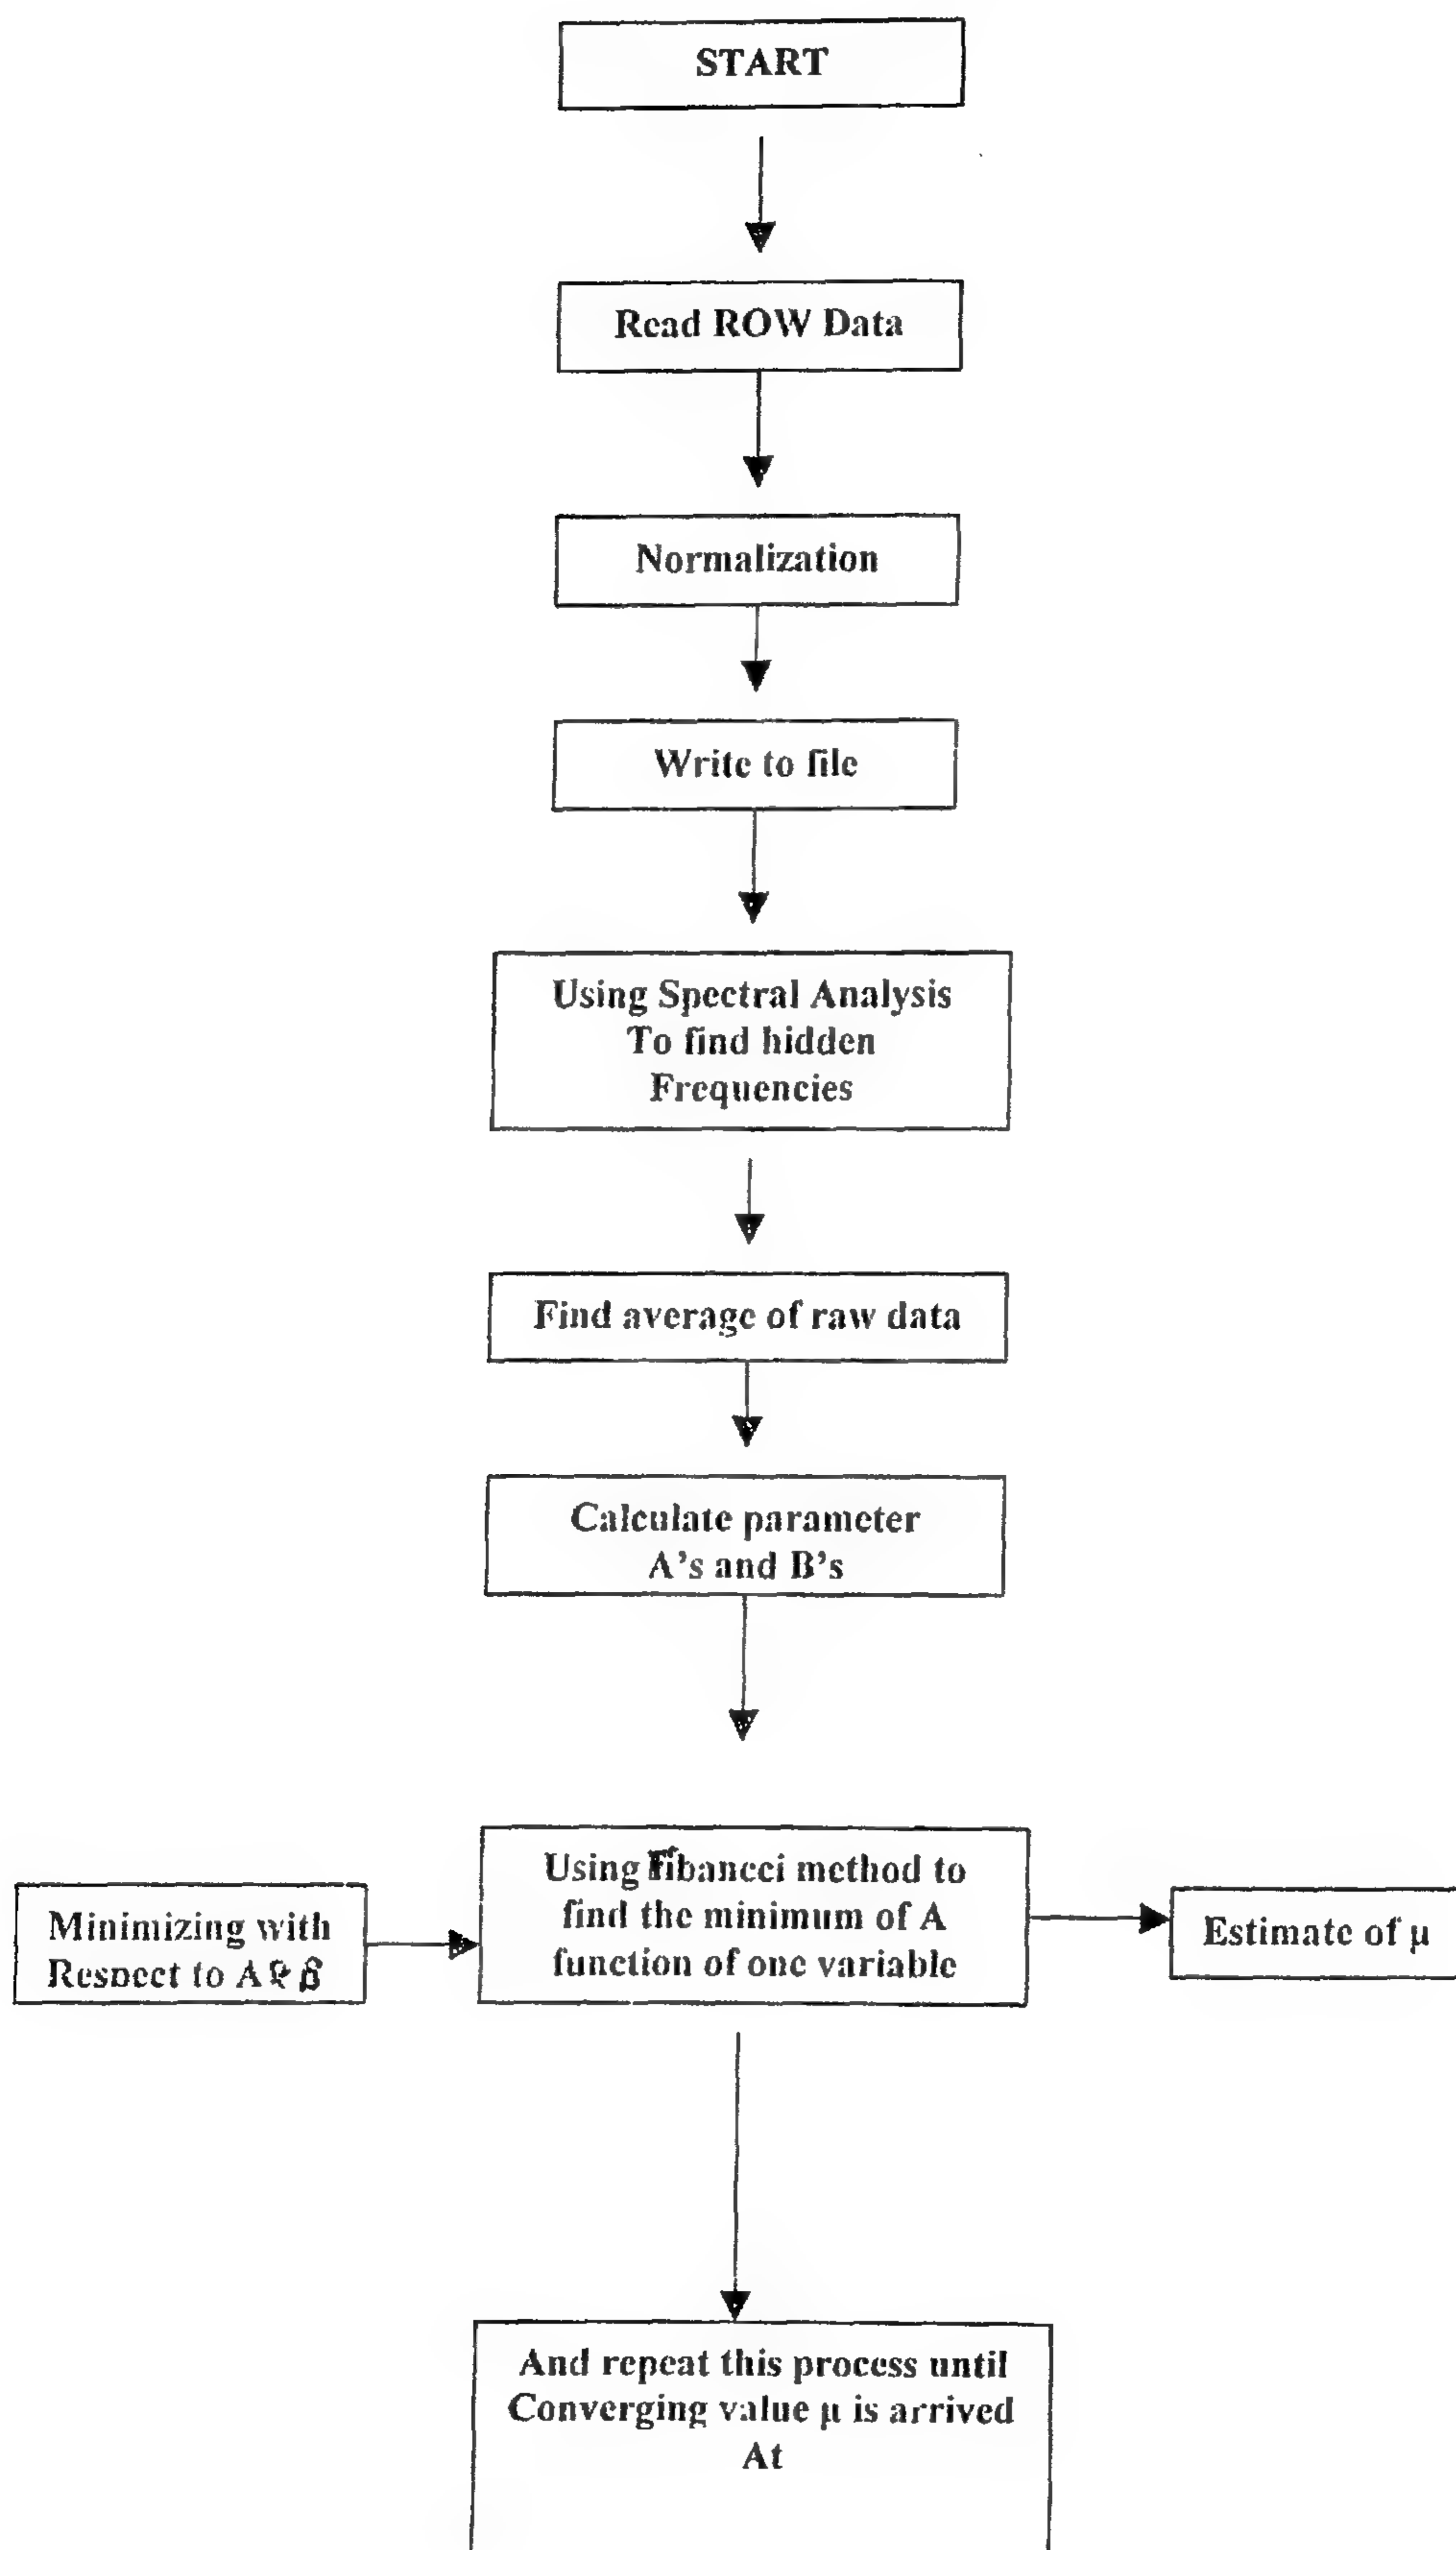 START
Read ROW Data
Normalization
Write to file
Using Spectral Analysis
To find hidden
Frequencies
Find average of raw data
Calculate parameter
A's and B's
Minimizing with
Respect to A & β
Using Fibancci method to
find the minimum of A
function of one variable
Estimate of μ
And repeat this process until
Converging value μ is arrived
At